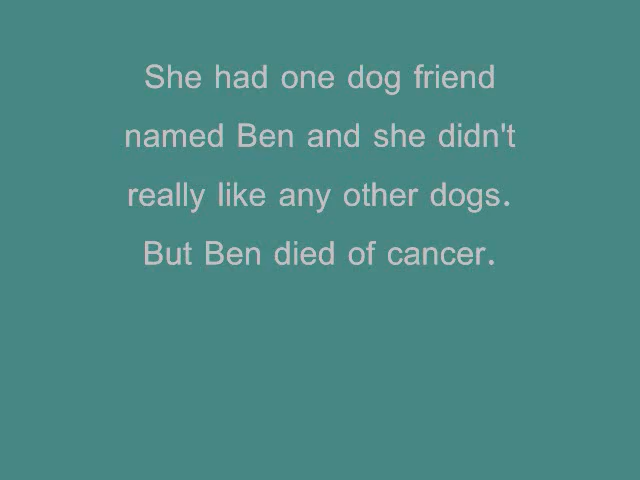 She had one dog friend
named Ben and she didn't
really like any other dogs.
But Ben died of cancer.